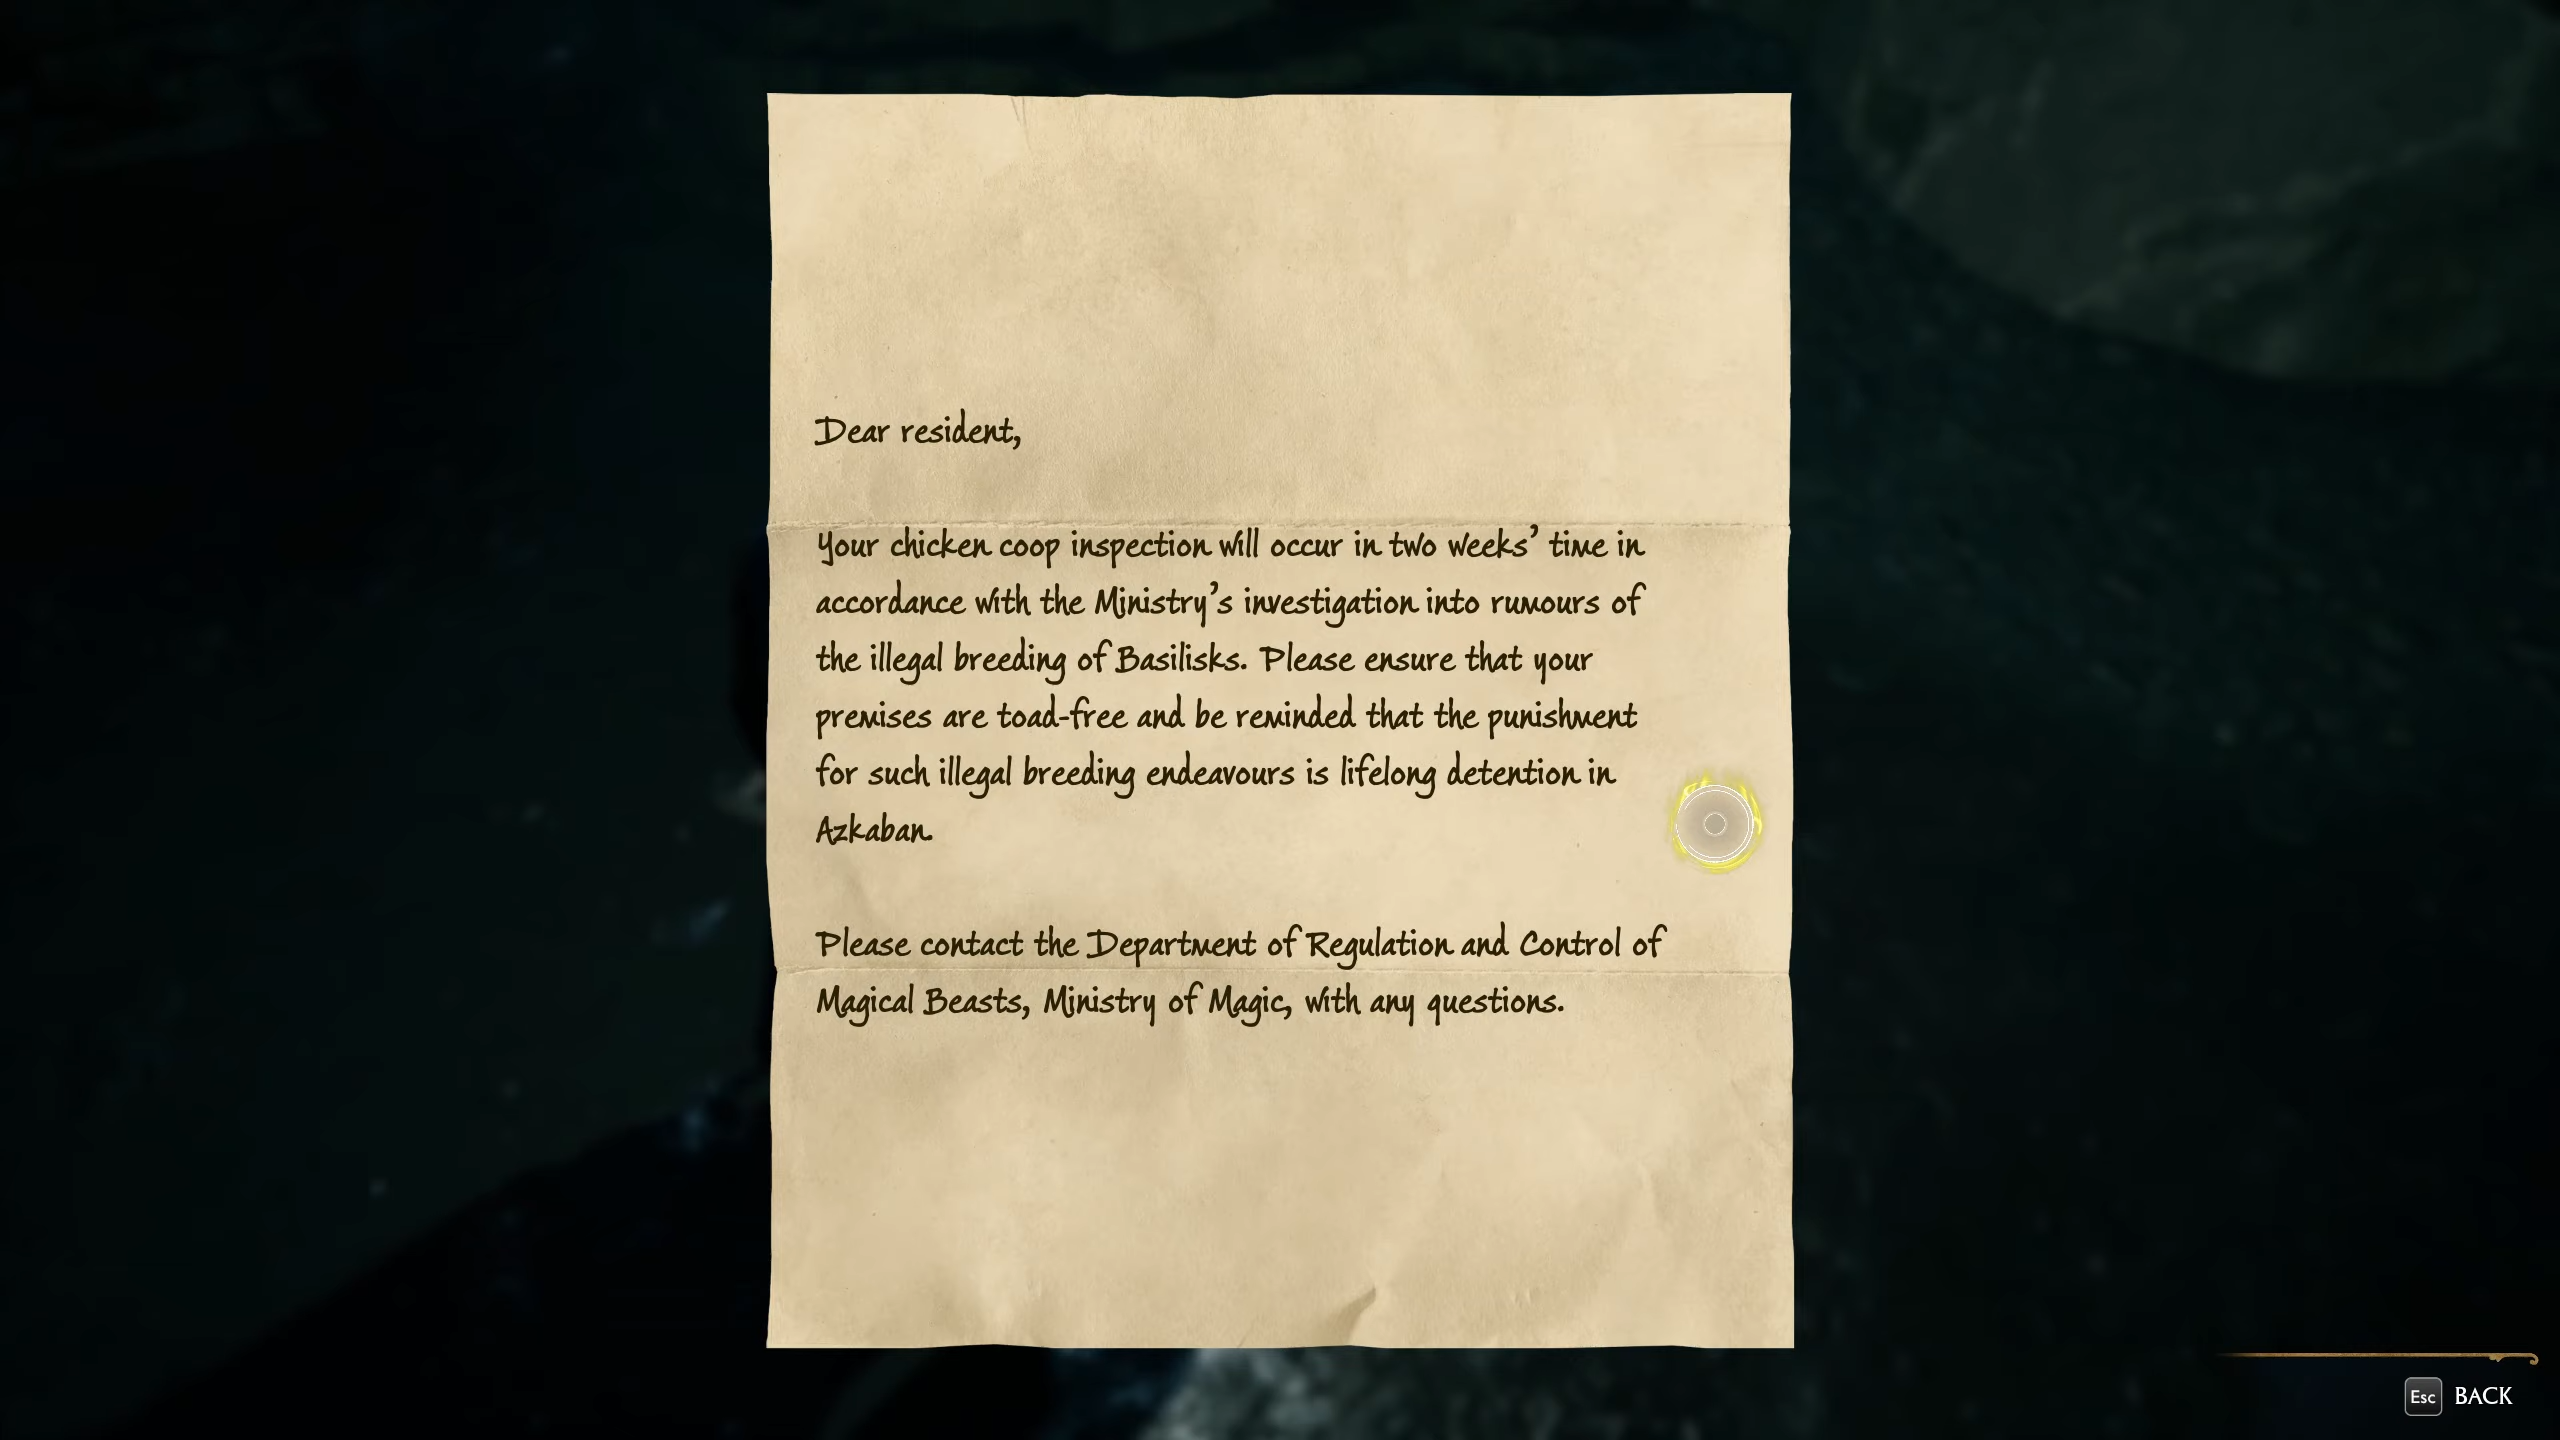 Dear resident,
Your chicken coop inspection will occur in two weeks' time in
accordance with the Ministry's investigation into rumours of
the illegal breeding of Basilisks. Please ensure that your
premises are toad-free and be reminded that the punishment
for such illegal breeding endeavours is lifelong detention in
Azkaban.
Please contact the Department of Regulation and Control of
Magical Beasts, Ministry of Magic, with any questions.
Esc BACK